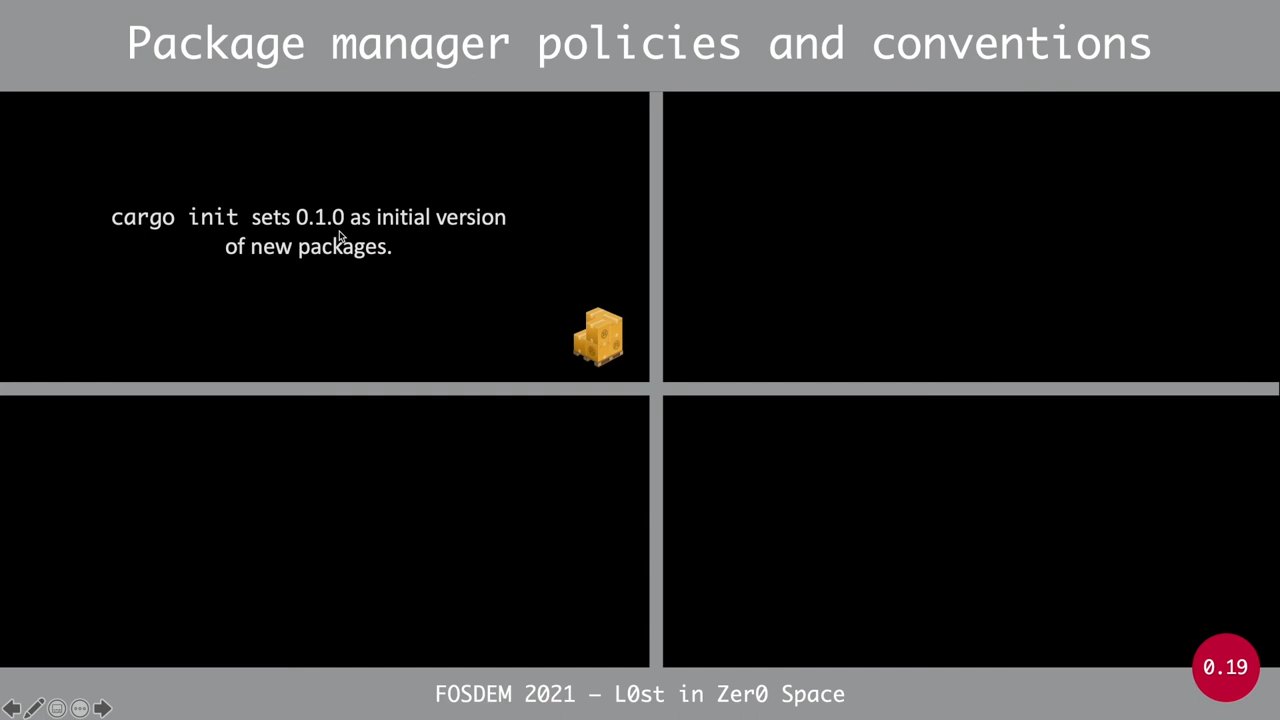 Package manager policies and conventions
cargo init sets 0.1.0 as initial version
of new packages.
0.19
FOSDEM 2021 – L0st in Zer0 Space